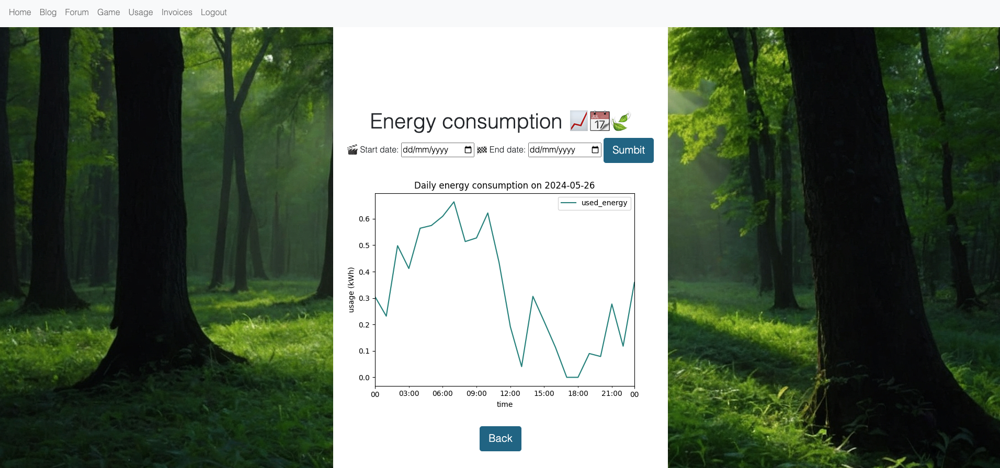 Home Blog Forum Game Usage Invoices Logout
Energy consumption 📈📆🍃
🎬 Start date: dd/mm/yyyy 🏁 End date: dd/mm/yyyy Sumbit
Daily energy consumption on 2024-05-26
used_energy
0.6
0.5
0.4
0.3
0.2
0.1
0.0
usage (kWh)
00 03:00 06:00 09:00 12:00 15:00 18:00 21:00 00
time
Back